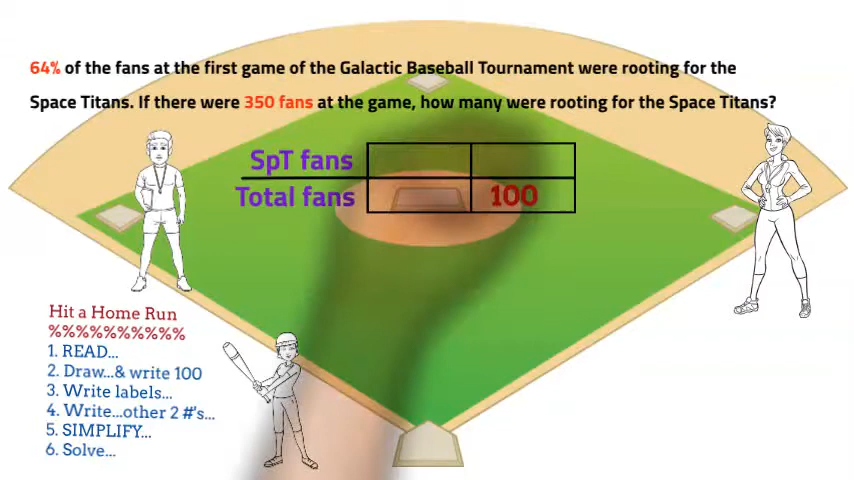 64% of the fans at the first game of the Galactic Baseball Tournament were rooting for the
Space Titans. If there were 350 fans at the game, how many were rooting for the Space Titans?
SpT fans
Total fans 100
Hit a Home Run
%%%%%%%%%%
1. READ...
2. Draw...& write 100
3. Write labels...
4. Write...other 2 #'s...
5. SIMPLIFY...
6. Solve...